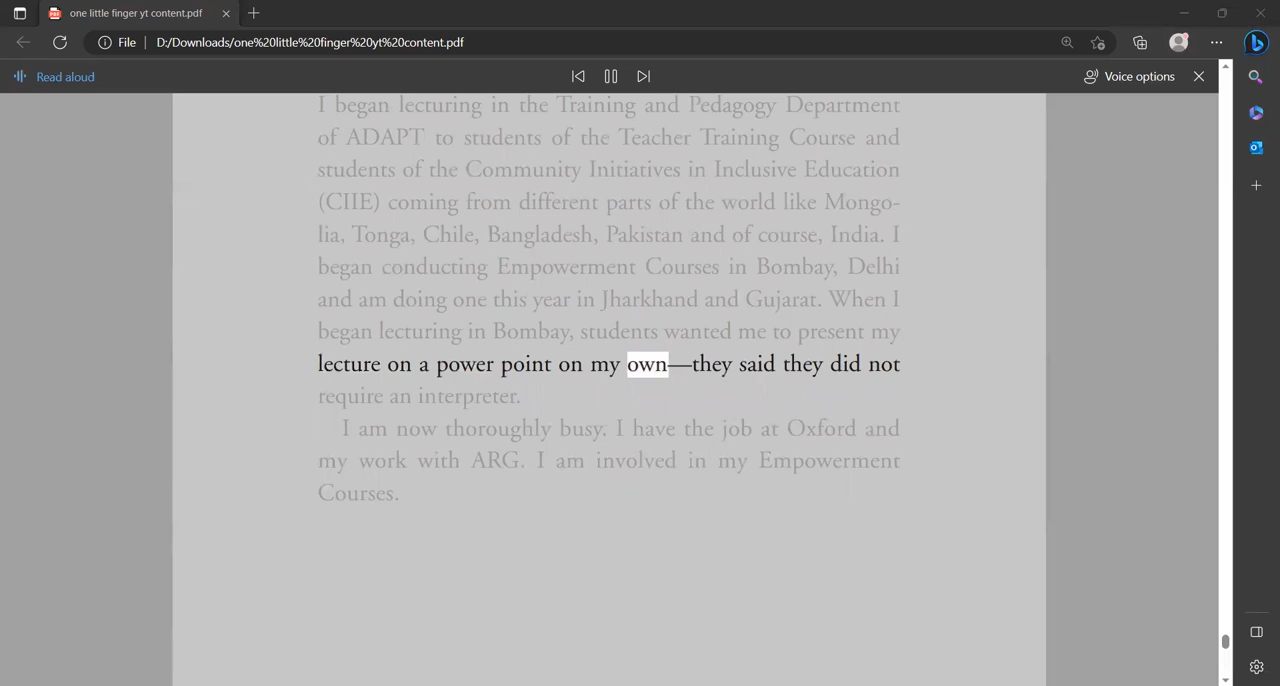 one little finger yt content.pdf
File
D:/Downloads/one%20little%20finger%20yt%20content.pdf
Read aloud
Voice options
I began lecturing in the Training and Pedagogy Department
of ADAPT to students of the Teacher Training Course and
students of the Community Initiatives in Inclusive Education
(CIIE) coming from different parts of the world like Mongo-
lia, Tonga, Chile, Bangladesh, Pakistan and of course, India. I
began conducting Empowerment Courses in Bombay, Delhi
and am doing one this year in Jharkhand and Gujarat. When I
began lecturing in Bombay, students wanted me to present my
lecture on a power point on my own—they said they did not
require an interpreter.
I am now thoroughly busy. I have the job at Oxford and
my work with ARG. I am involved in my Empowerment
Courses.